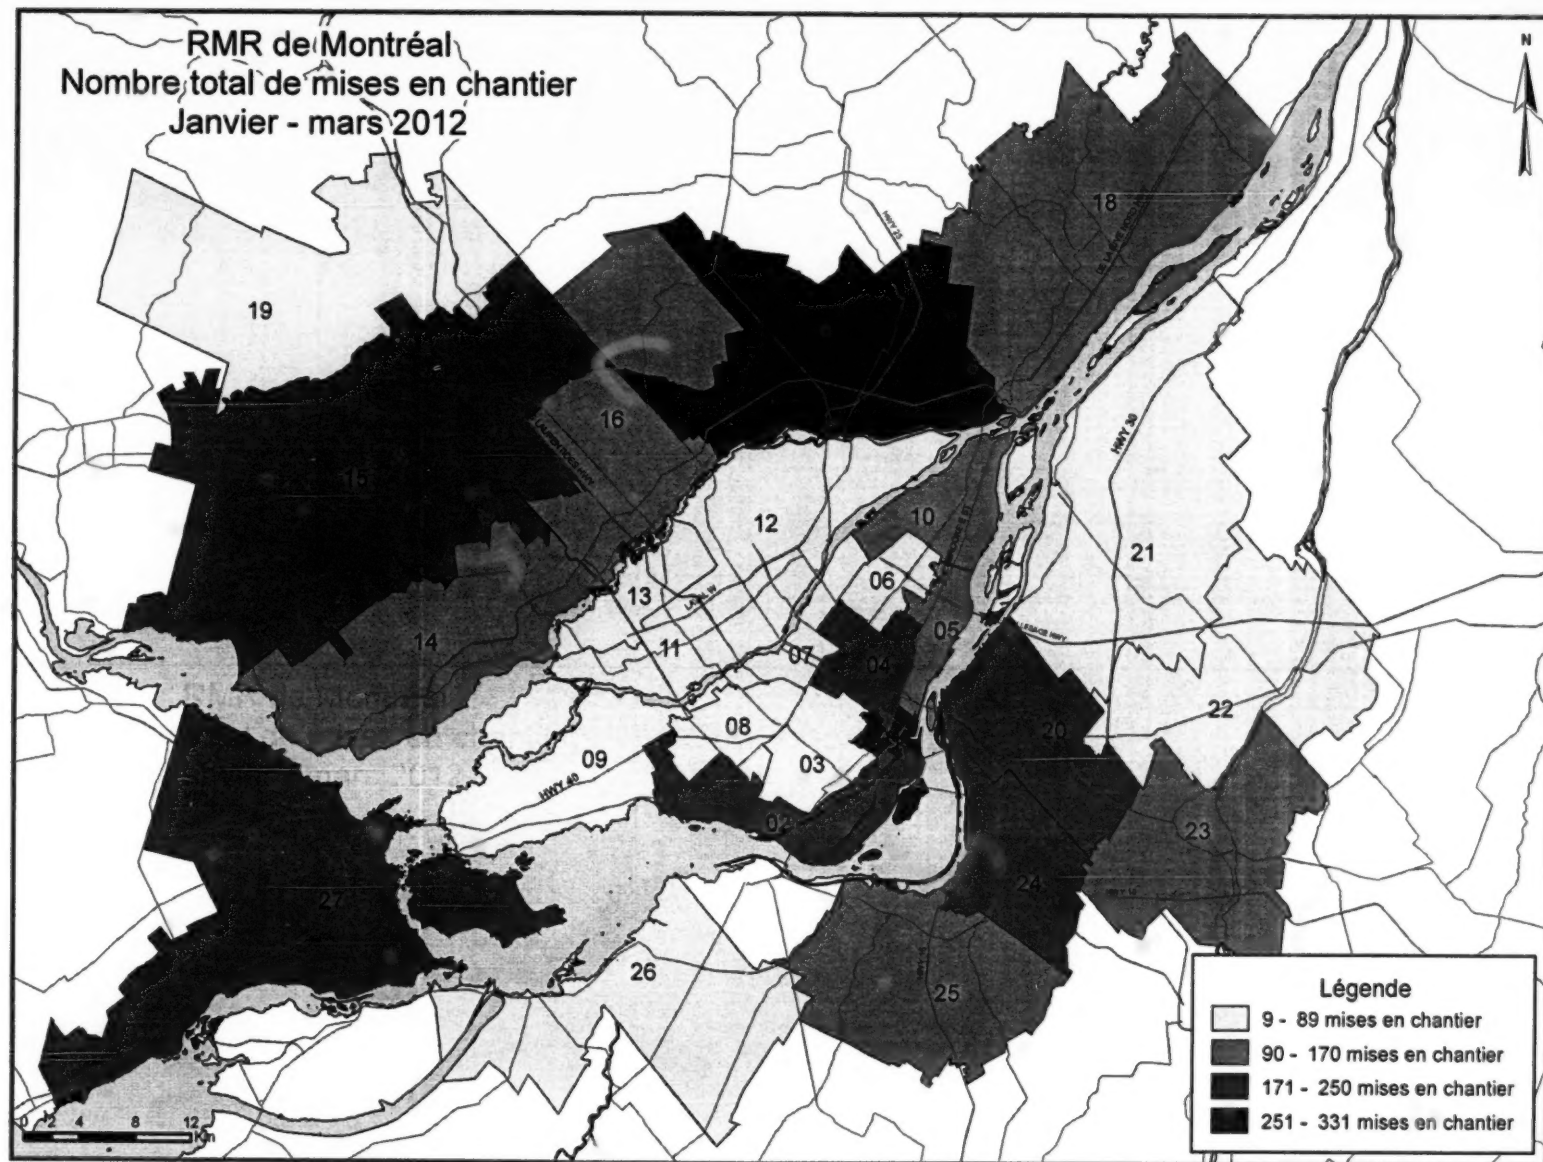 RMR de Montréal
Nombre total de mises en chantier
Janvier - mars 2012
N
18
HWY 25
19
16
HWY 30
15
12
10
21
06
13
LAVAL W
05
14
11
07
04
22
08
20
09
03
HWY 40
02
23
24
27
26
25
Légende
9 - 89 mises en chantier
90 - 170 mises en chantier
171 - 250 mises en chantier
251 - 331 mises en chantier
0 2 4 8 12
Km